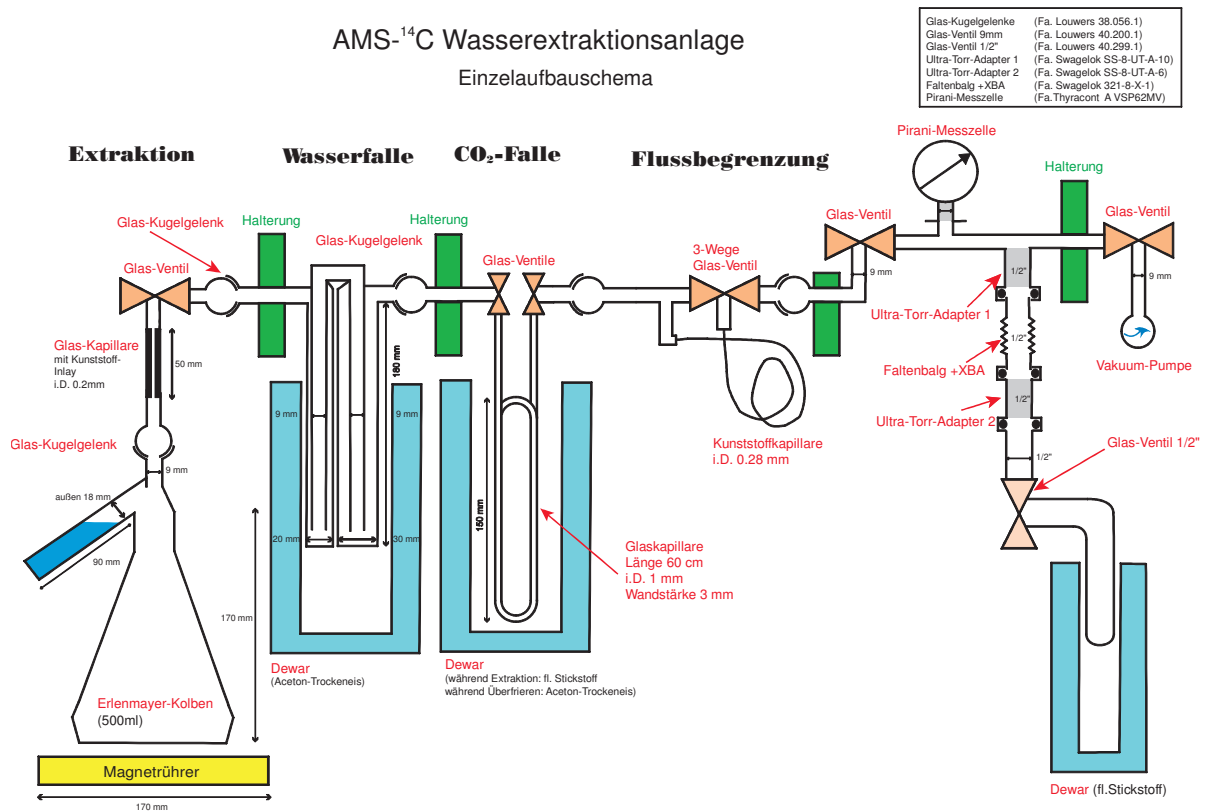 AMS-¹⁴C Wasserextraktionsanlage
Einzelaufbauschema
Glas-Kugelgelenke (Fa. Louwers 38.056.1)
Glas-Ventil 9mm (Fa. Louwers 40.200.1)
Glas-Ventil 1/2" (Fa. Louwers 40.299.1)
Ultra-Torr-Adapter 1 (Fa. Swagelok SS-8-UT-A-10)
Ultra-Torr-Adapter 2 (Fa. Swagelok SS-8-UT-A-6)
Faltenbalg +XBA (Fa. Swagelok 321-8-X-1)
Pirani-Messzelle (Fa.Thyracont A VSP62MV)
Extraktion
Wasserfalle
CO₂-Falle
Flussbegrenzung
Pirani-Messzelle
Halterung
Glas-Kugelgelenk
Halterung
Glas-Kugelgelenk
Halterung
Glas-Ventil
Glas-Ventil
Glas-Ventil
Glas-Ventile
3-Wege
Glas-Ventil
9 mm
1/2"
9 mm
Ultra-Torr-Adapter 1
Glas-Kapillare
mit Kunststoff-
Inlay
i.D. 0.2mm
50 mm
180 mm
1/2"
Faltenbalg +XBA
Vakuum-Pumpe
9 mm
9 mm
1/2"
Ultra-Torr-Adapter 2
Glas-Kugelgelenk
Kunststoffkapillare
i.D. 0.28 mm
Glas-Ventil 1/2"
1/2"
9 mm
außen 18 mm
150 mm
20 mm
30 mm
Glaskapillare
Länge 60 cm
i.D. 1 mm
Wandstärke 3 mm
90 mm
170 mm
Dewar
(Aceton-Trockeneis)
Dewar
(während Extraktion: fl. Stickstoff
während Überfrieren: Aceton-Trockeneis)
Erlenmayer-Kolben
(500ml)
Magnetrührer
170 mm
Dewar (fl.Stickstoff)